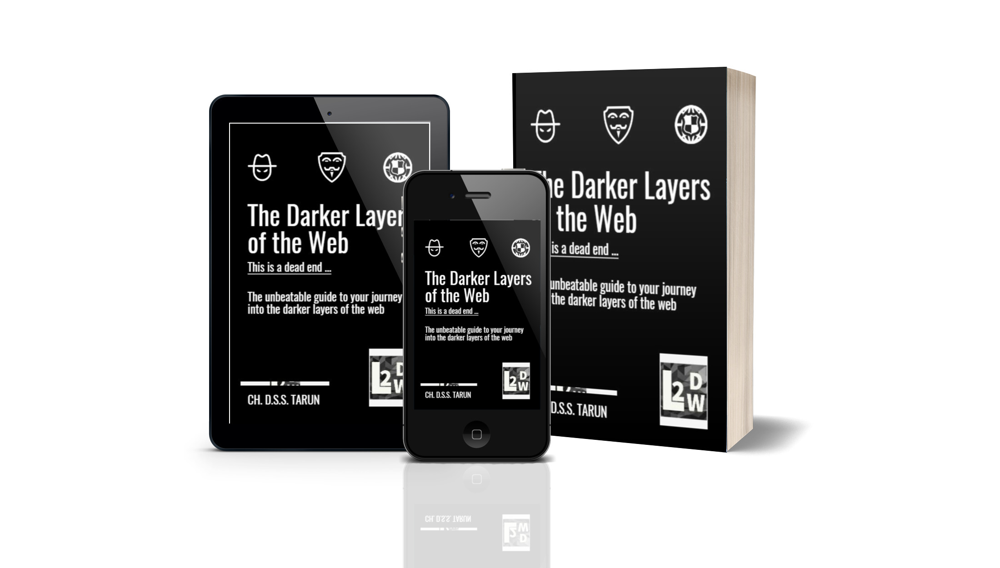 The Darker Layer
of the Web
This is a dead end ...
The unbeatable guide to your journey
into the darker layers of the web
L2DW
CH. D.S.S. TARUN
The Darker Layers
of the Web
This is a dead end ...
The unbeatable guide to your journey
into the darker layers of the web
L2DW
CH. D.S.S. TARUN
he Darker Layers
the Web
is a dead end ...
unbeatable guide to your journey
the darker layers of the web
L2DW
D.S.S. TARUN
CH. D.S.S. TARUN
L2DW